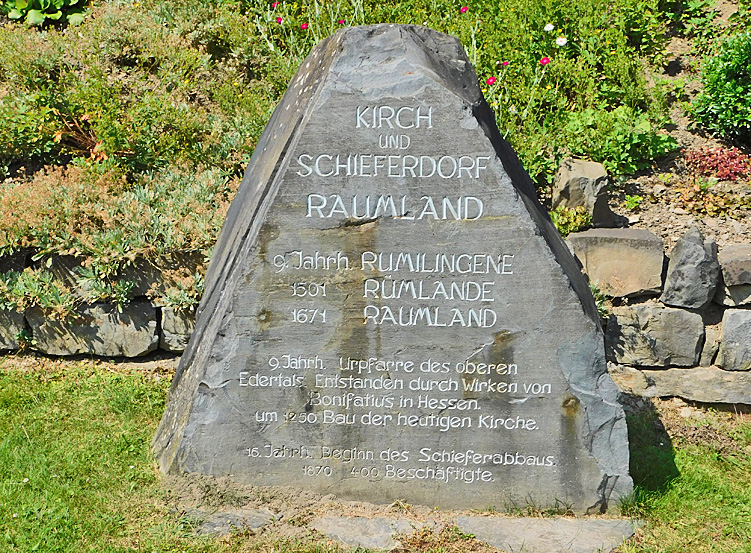 KIRCH
UND
SCHIEFERDORF
RAUMLAND
9. Jahrh. RUMILINGENE
1501 RŪMLANDE
1671 RAUMLAND
9. Jahrh. Urpfarre des oberen
Edertals. Entstanden durch Wirken von
Bonifatius in Hessen.
um 1250 Bau der heutigen Kirche.
16. Jahrh. Beginn des Schieferabbaus.
1870 400 Beschäftigte.